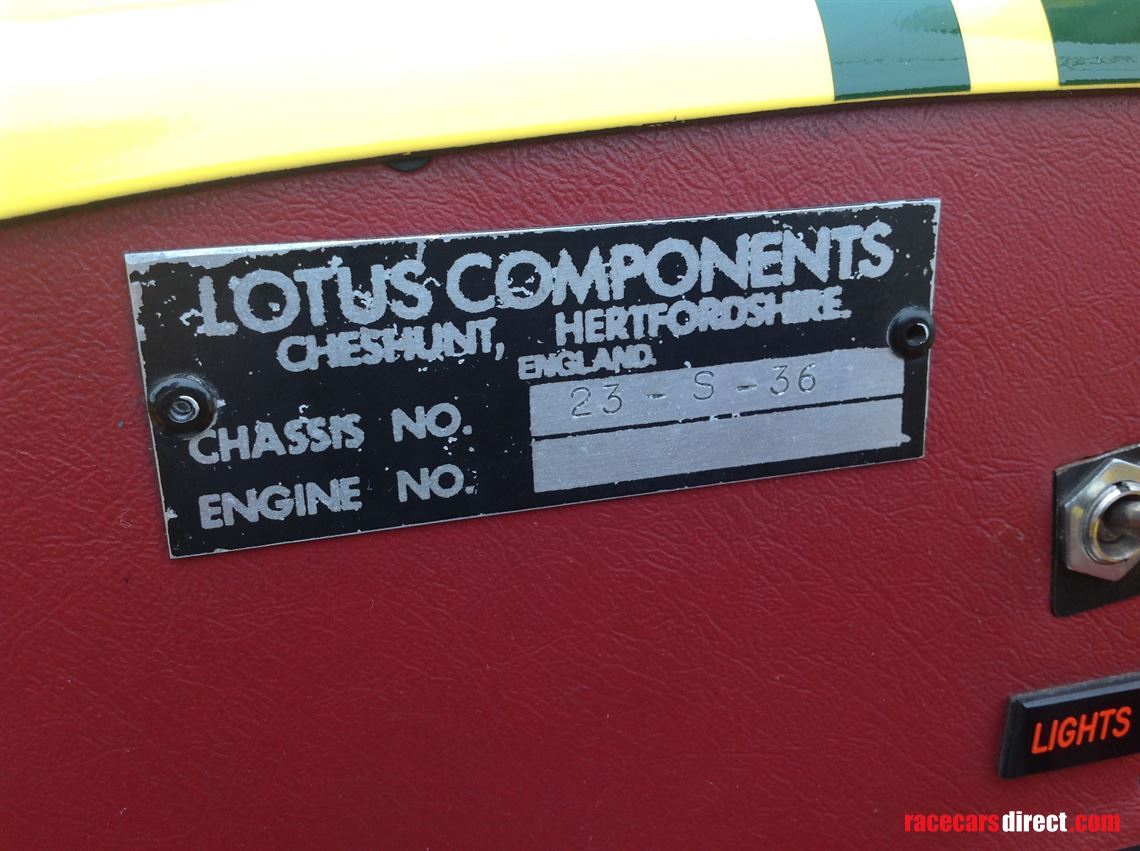 LOTUS COMPONENTS
CHESHUNT, HERTFORDSHIRE.
ENGLAND.
CHASSIS NO. 23 - S - 36
ENGINE NO.
LIGHTS
racecarsdirect.com